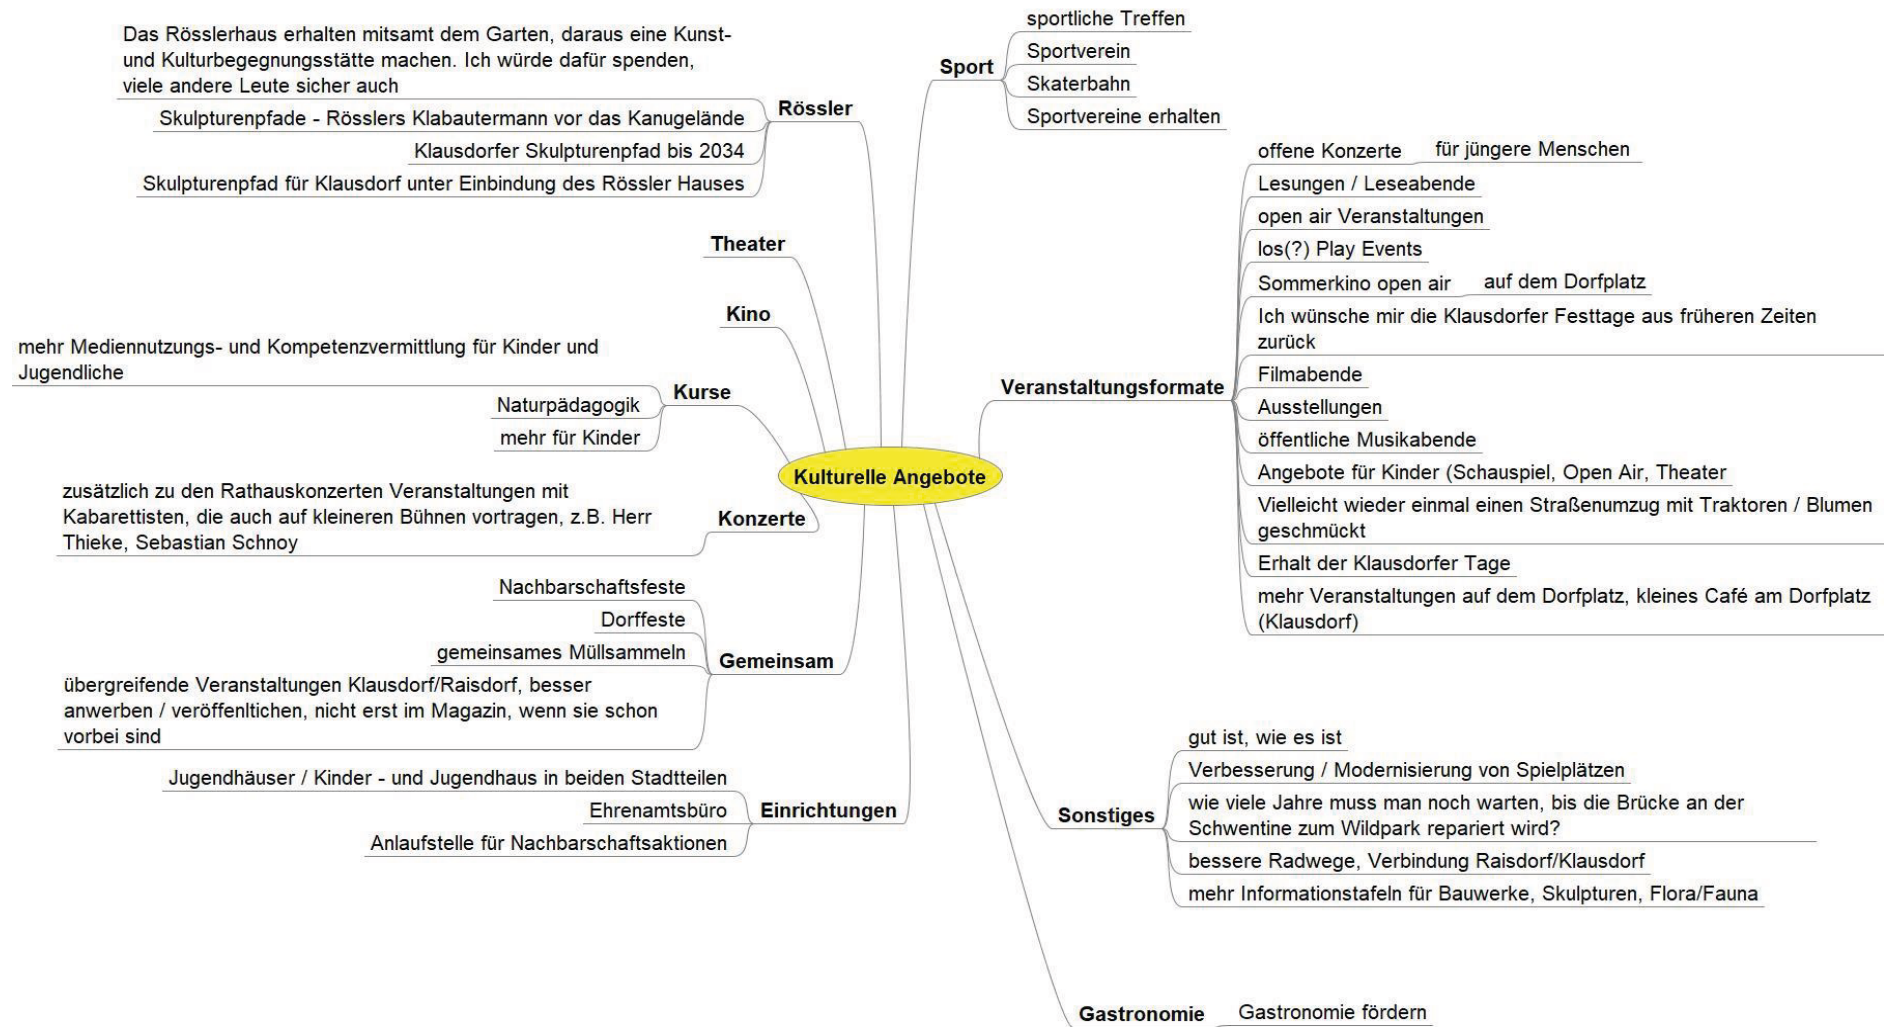 Kulturelle Angebote
Rössler
Das Rösslerhaus erhalten mitsamt dem Garten, daraus eine Kunst-
und Kulturbegegnungsstätte machen. Ich würde dafür spenden,
viele andere Leute sicher auch
Skulpturenpfade - Rösslers Klabautermann vor das Kanugelände
Klausdorfer Skulpturenpfad bis 2034
Skulpturenpfad für Klausdorf unter Einbindung des Rössler Hauses
Theater
Kino
Kurse
mehr Mediennutzungs- und Kompetenzvermittlung für Kinder und
Jugendliche
Naturpädagogik
mehr für Kinder
Konzerte
zusätzlich zu den Rathauskonzerten Veranstaltungen mit
Kabarettisten, die auch auf kleineren Bühnen vortragen, z.B. Herr
Thieke, Sebastian Schnoy
Gemeinsam
Nachbarschaftsfeste
Dorffeste
gemeinsames Müllsammeln
übergreifende Veranstaltungen Klausdorf/Raisdorf, besser
anwerben / veröffenltichen, nicht erst im Magazin, wenn sie schon
vorbei sind
Einrichtungen
Jugendhäuser / Kinder - und Jugendhaus in beiden Stadtteilen
Ehrenamtsbüro
Anlaufstelle für Nachbarschaftsaktionen
Sport
sportliche Treffen
Sportverein
Skaterbahn
Sportvereine erhalten
Veranstaltungsformate
offene Konzerte
für jüngere Menschen
Lesungen / Leseabende
open air Veranstaltungen
los(?) Play Events
Sommerkino open air
auf dem Dorfplatz
Ich wünsche mir die Klausdorfer Festtage aus früheren Zeiten
zurück
Filmabende
Ausstellungen
öffentliche Musikabende
Angebote für Kinder (Schauspiel, Open Air, Theater
Vielleicht wieder einmal einen Straßenumzug mit Traktoren / Blumen
geschmückt
Erhalt der Klausdorfer Tage
mehr Veranstaltungen auf dem Dorfplatz, kleines Café am Dorfplatz
(Klausdorf)
Sonstiges
gut ist, wie es ist
Verbesserung / Modernisierung von Spielplätzen
wie viele Jahre muss man noch warten, bis die Brücke an der
Schwentine zum Wildpark repariert wird?
bessere Radwege, Verbindung Raisdorf/Klausdorf
mehr Informationstafeln für Bauwerke, Skulpturen, Flora/Fauna
Gastronomie
Gastronomie fördern